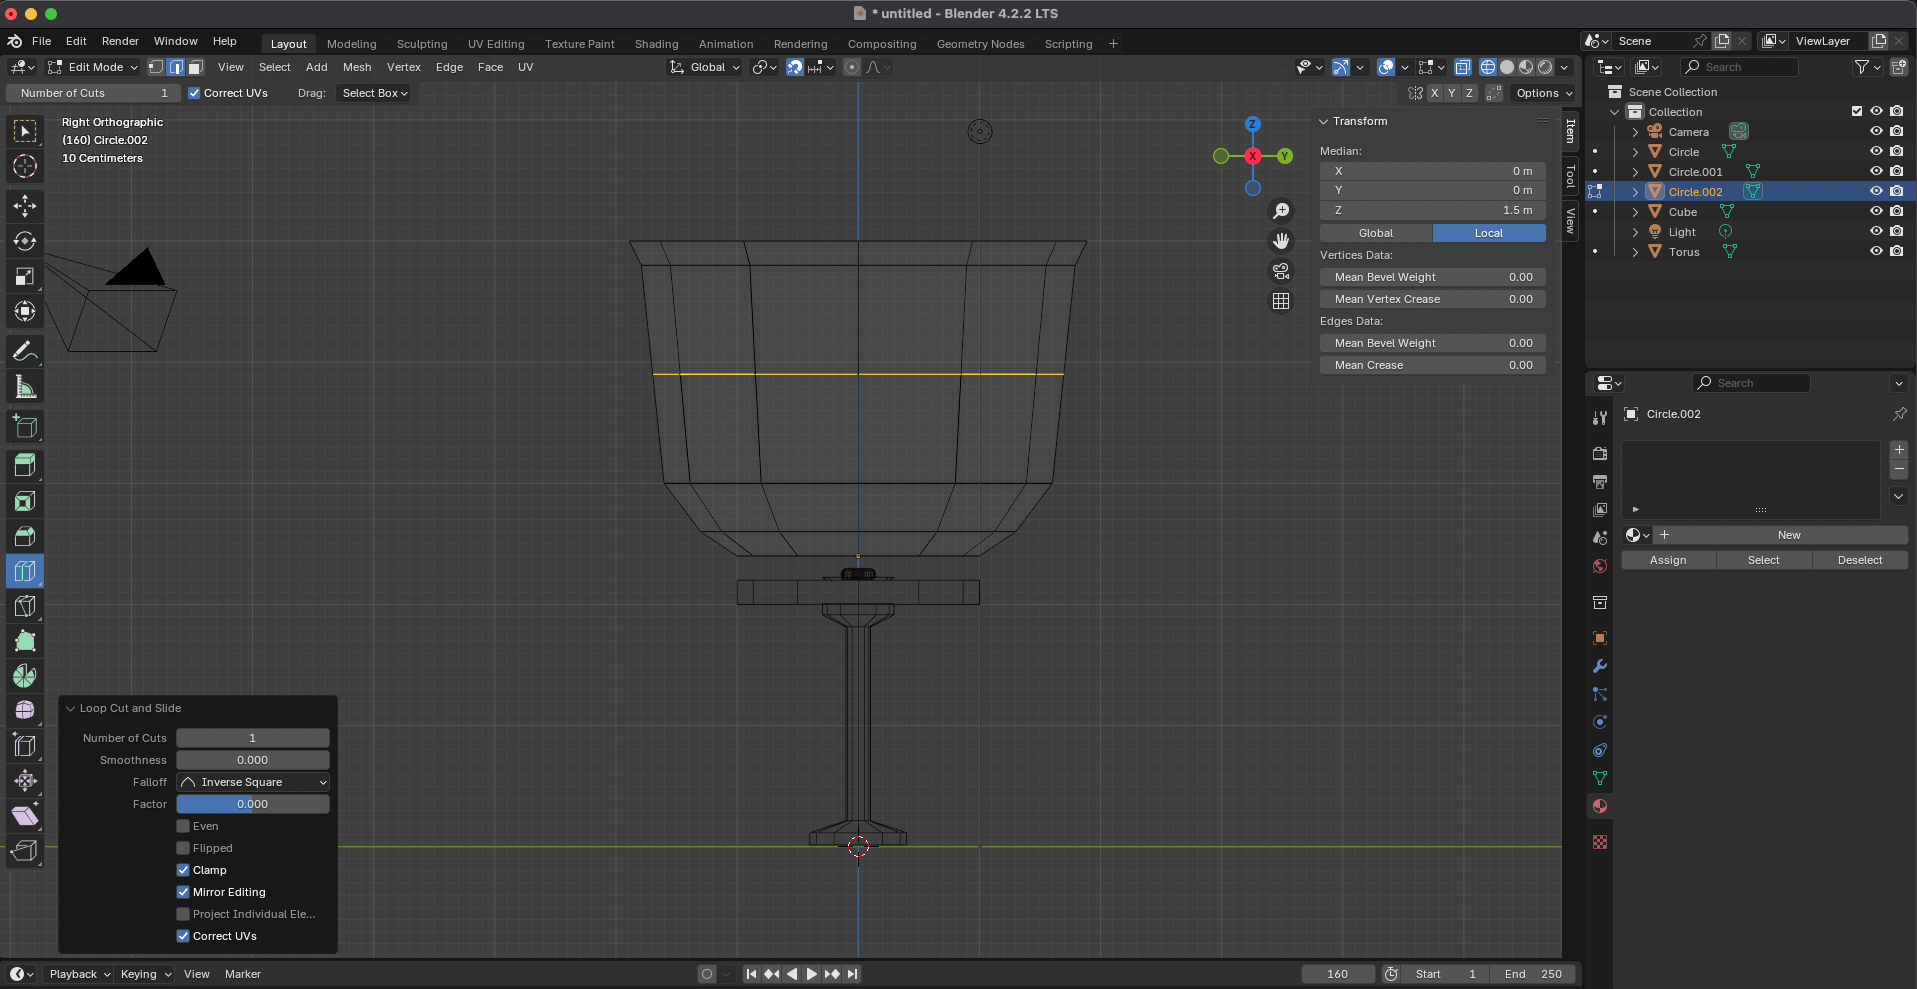 * untitled - Blender 4.2.2 LTS
File Edit Render Window Help Layout Modeling Sculpting UV Editing Texture Paint Shading Animation Rendering Compositing Geometry Nodes Scripting + Scene ViewLayer
Edit Mode View Select Add Mesh Vertex Edge Face UV Global Search
Number of Cuts 1 Correct UVs Drag: Select Box X Y Z Options
Scene Collection
Collection
Camera
Circle
Circle.001
Circle.002
Cube
Light
Torus
Right Orthographic
(160) Circle.002
10 Centimeters
Z
X
Y
Transform
Median:
X 0 m
Y 0 m
Z 1.5 m
Global Local
Vertices Data:
Mean Bevel Weight 0.00
Mean Vertex Crease 0.00
Edges Data:
Mean Bevel Weight 0.00
Mean Crease 0.00
Item
Tool
View
Search
Circle.002
New
Assign Select Deselect
Loop Cut and Slide
Number of Cuts 1
Smoothness 0.000
Falloff Inverse Square
Factor 0.000
Even
Flipped
Clamp
Mirror Editing
Project Individual Ele...
Correct UVs
Playback Keying View Marker 160 Start 1 End 250